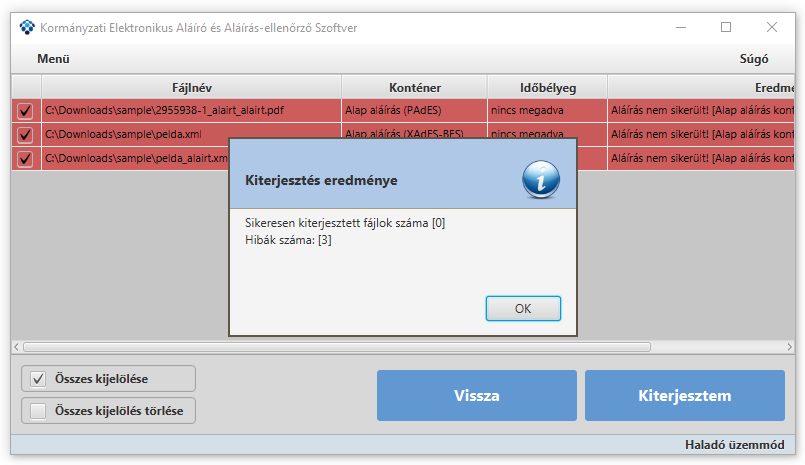 Kormányzati Elektronikus Aláíró és Aláírás-ellenőrző Szoftver
Menü Súgó
Fájlnév Konténer Időbélyeg Eredmé
C:\Downloads\sample\2955938-1_alairt_alairt.pdf Alap aláírás (PAdES) nincs megadva Aláírás nem sikerült! [Alap aláírás kont
C:\Downloads\sample\pelda.xml Alap aláírás (XAdES-BES) nincs megadva Aláírás nem sikerült! [Alap aláírás kont
C:\Downloads\sample\pelda_alairt.xm Aláírás nem sikerült! [Alap aláírás kont
Kiterjesztés eredménye
Sikeresen kiterjesztett fájlok száma [0]
Hibák száma: [3]
OK
Összes kijelölése
Összes kijelölés törlése
Vissza
Kiterjesztem
Haladó üzemmód